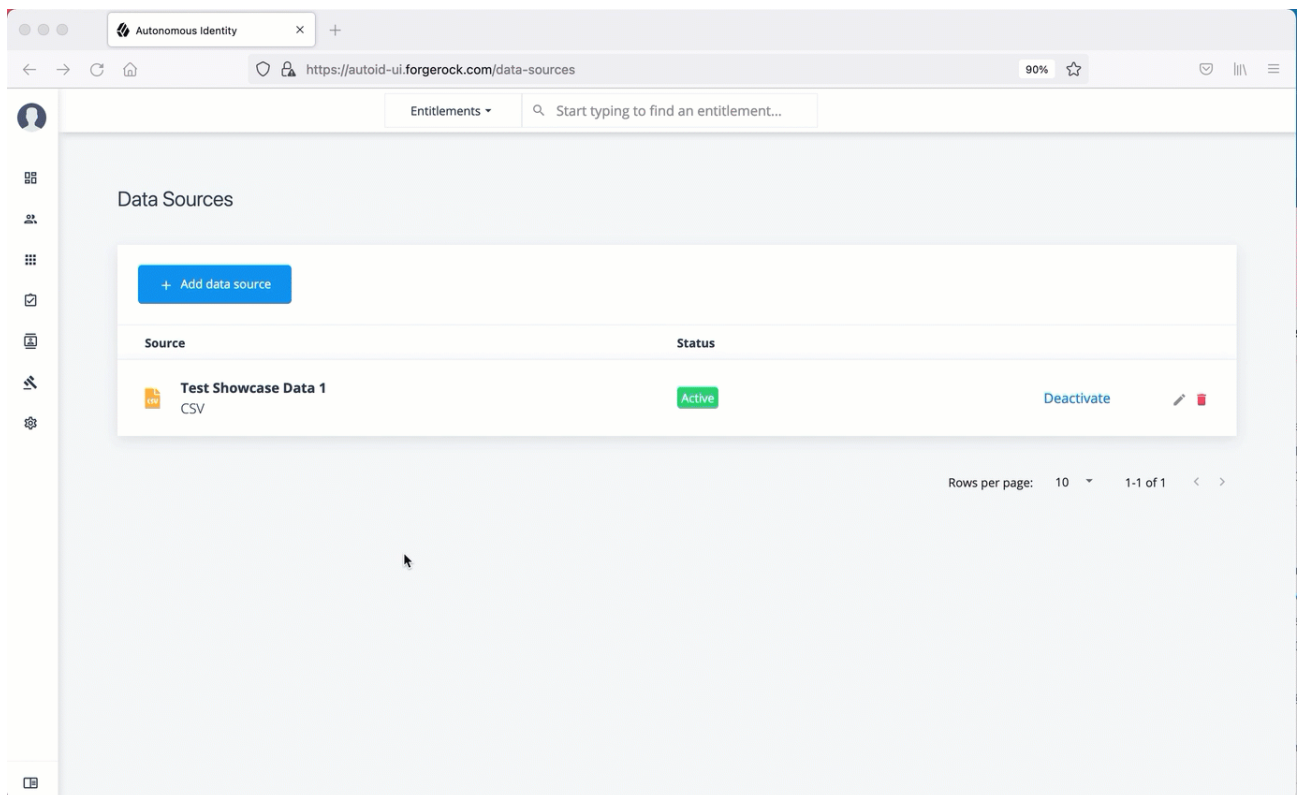 Autonomous Identity
https://autoid-ui.forgerock.com/data-sources
90%
Entitlements
Start typing to find an entitlement...
Data Sources
+ Add data source
Source Status
Test Showcase Data 1
CSV
CSV
Active
Deactivate
Rows per page: 10 1-1 of 1